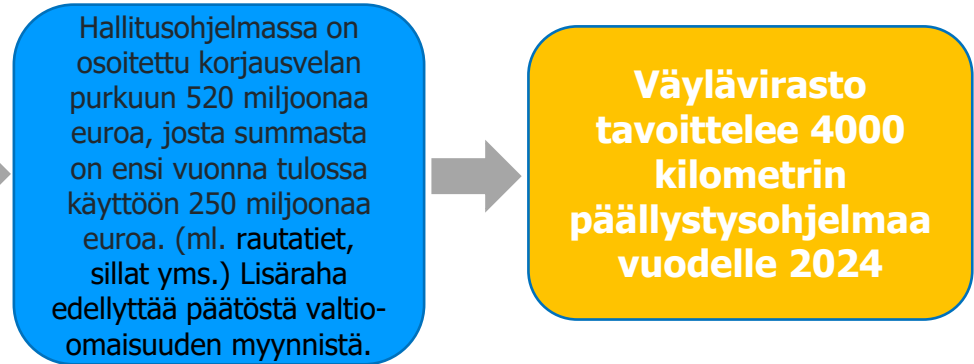 Hallitusohjelmassa on
osoitettu korjausvelan
purkuun 520 miljoonaa
euroa, josta summasta
on ensi vuonna tulossa
käyttöön 250 miljoonaa
euroa. (ml. rautatiet,
sillat yms.) Lisäraha
edellyttää päätöstä valtio-
omaisuuden myynnistä.
Väylävirasto
tavoittelee 4000
kilometrin
päällystysohjelmaa
vuodelle 2024